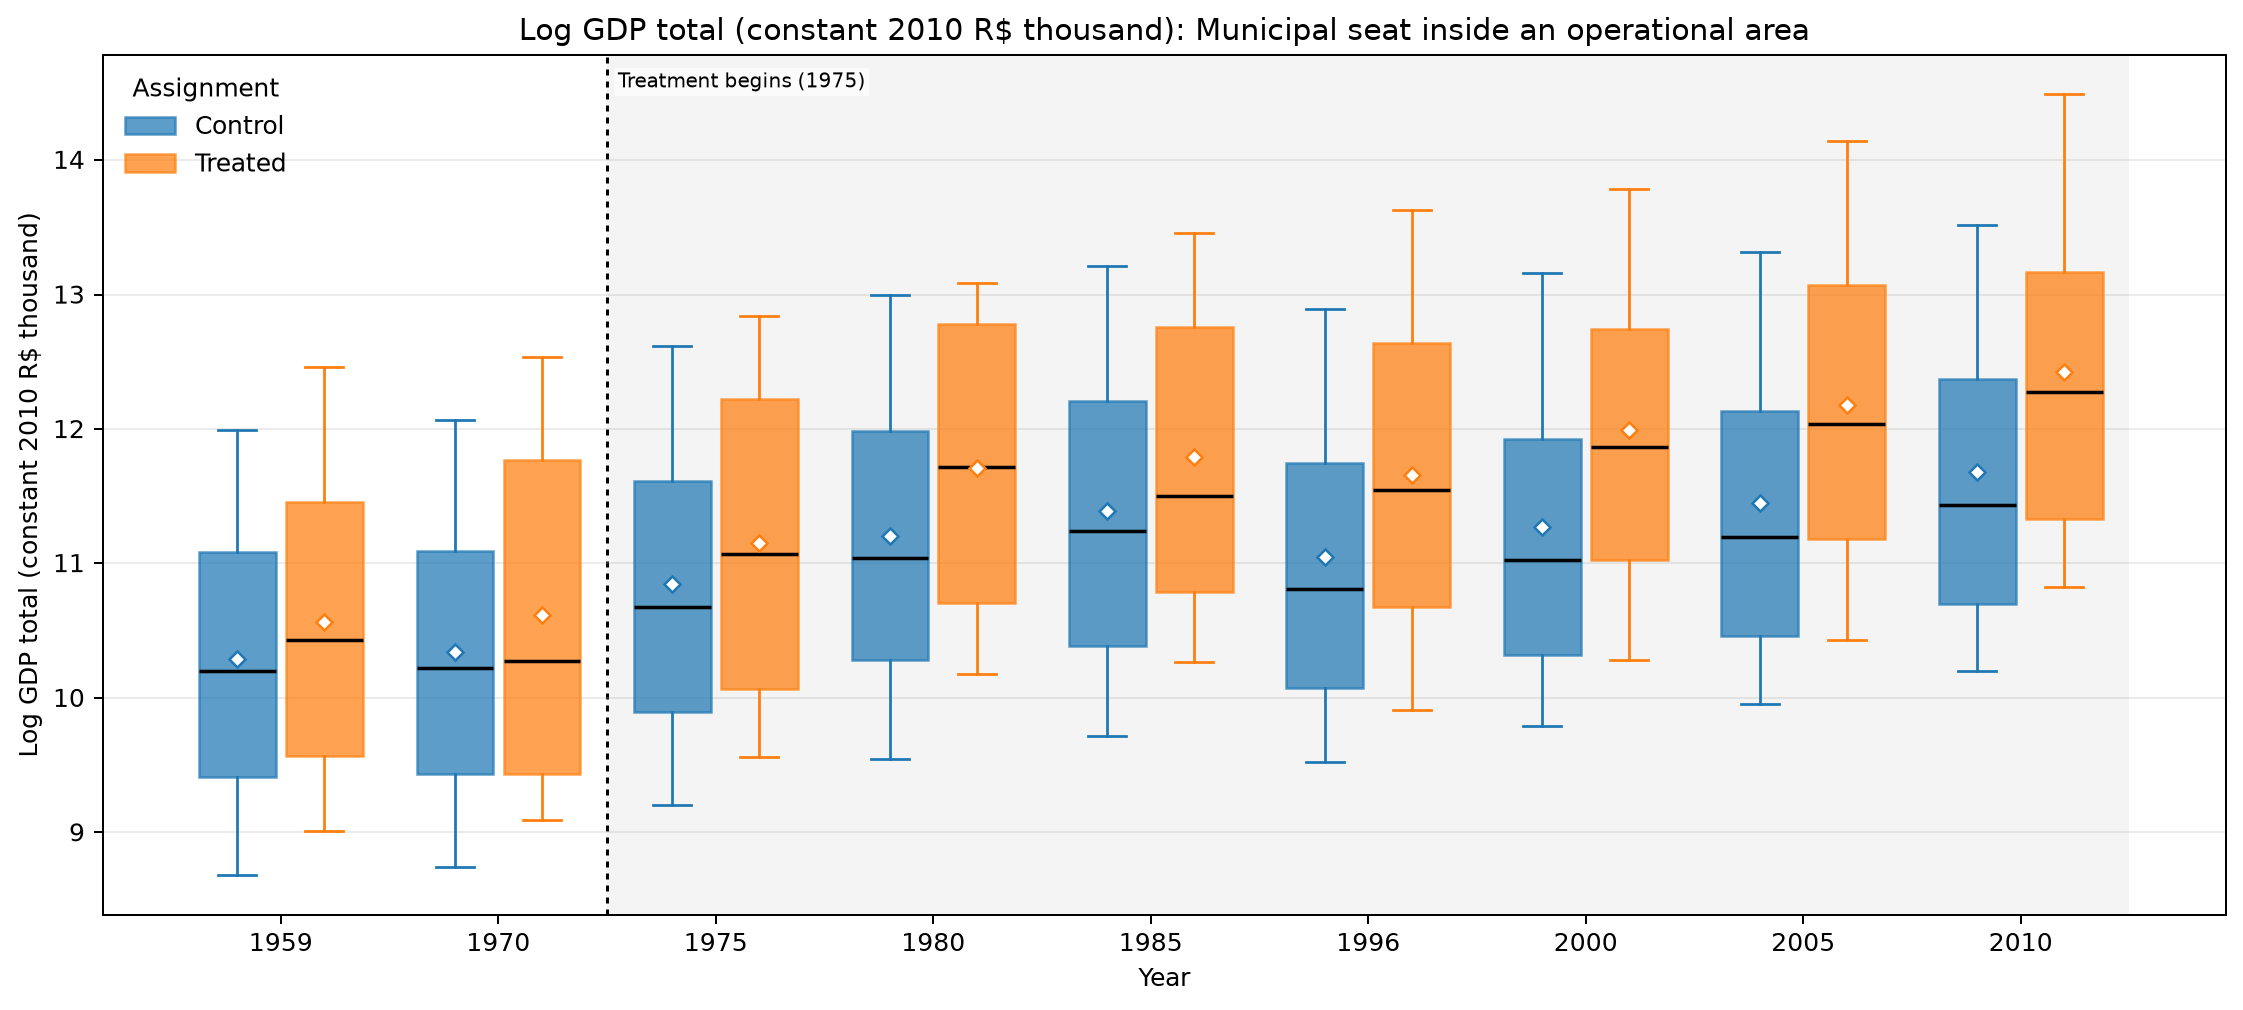 Log GDP total (constant 2010 R$ thousand): Municipal seat inside an operational area
Treatment begins (1975)
Assignment
Control
Treated
Log GDP total (constant 2010 R$ thousand)
14
13
12
11
10
9
1959 1970 1975 1980 1985 1996 2000 2005 2010
Year